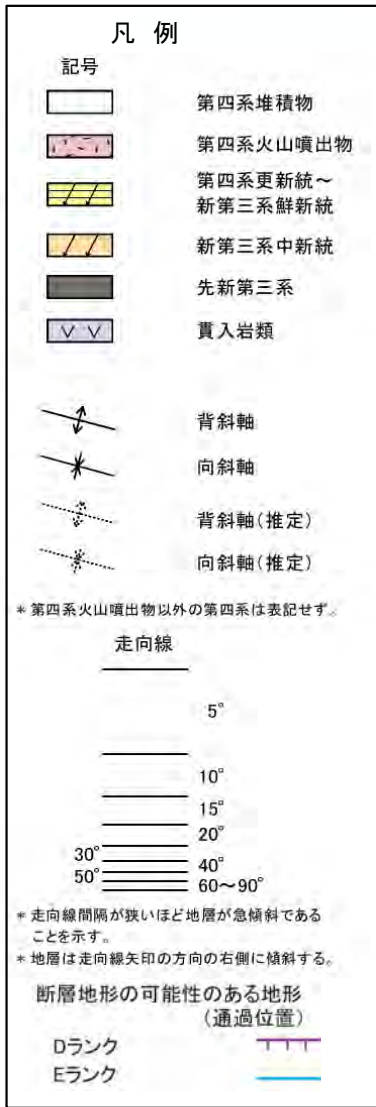 凡 例
記号
第四系堆積物
第四系火山噴出物
第四系更新統～
新第三系鮮新統
新第三系中新統
先新第三系
貫入岩類
背斜軸
向斜軸
背斜軸(推定)
向斜軸(推定)
* 第四系火山噴出物以外の第四系は表記せず。
走向線
5°
10°
15°
20°
30°
40°
50°
60～90°
* 走向線間隔が狭いほど地層が急傾斜である
ことを示す。
* 地層は走向線矢印の方向の右側に傾斜する。
断層地形の可能性のある地形
(通過位置)
Dランク
Eランク